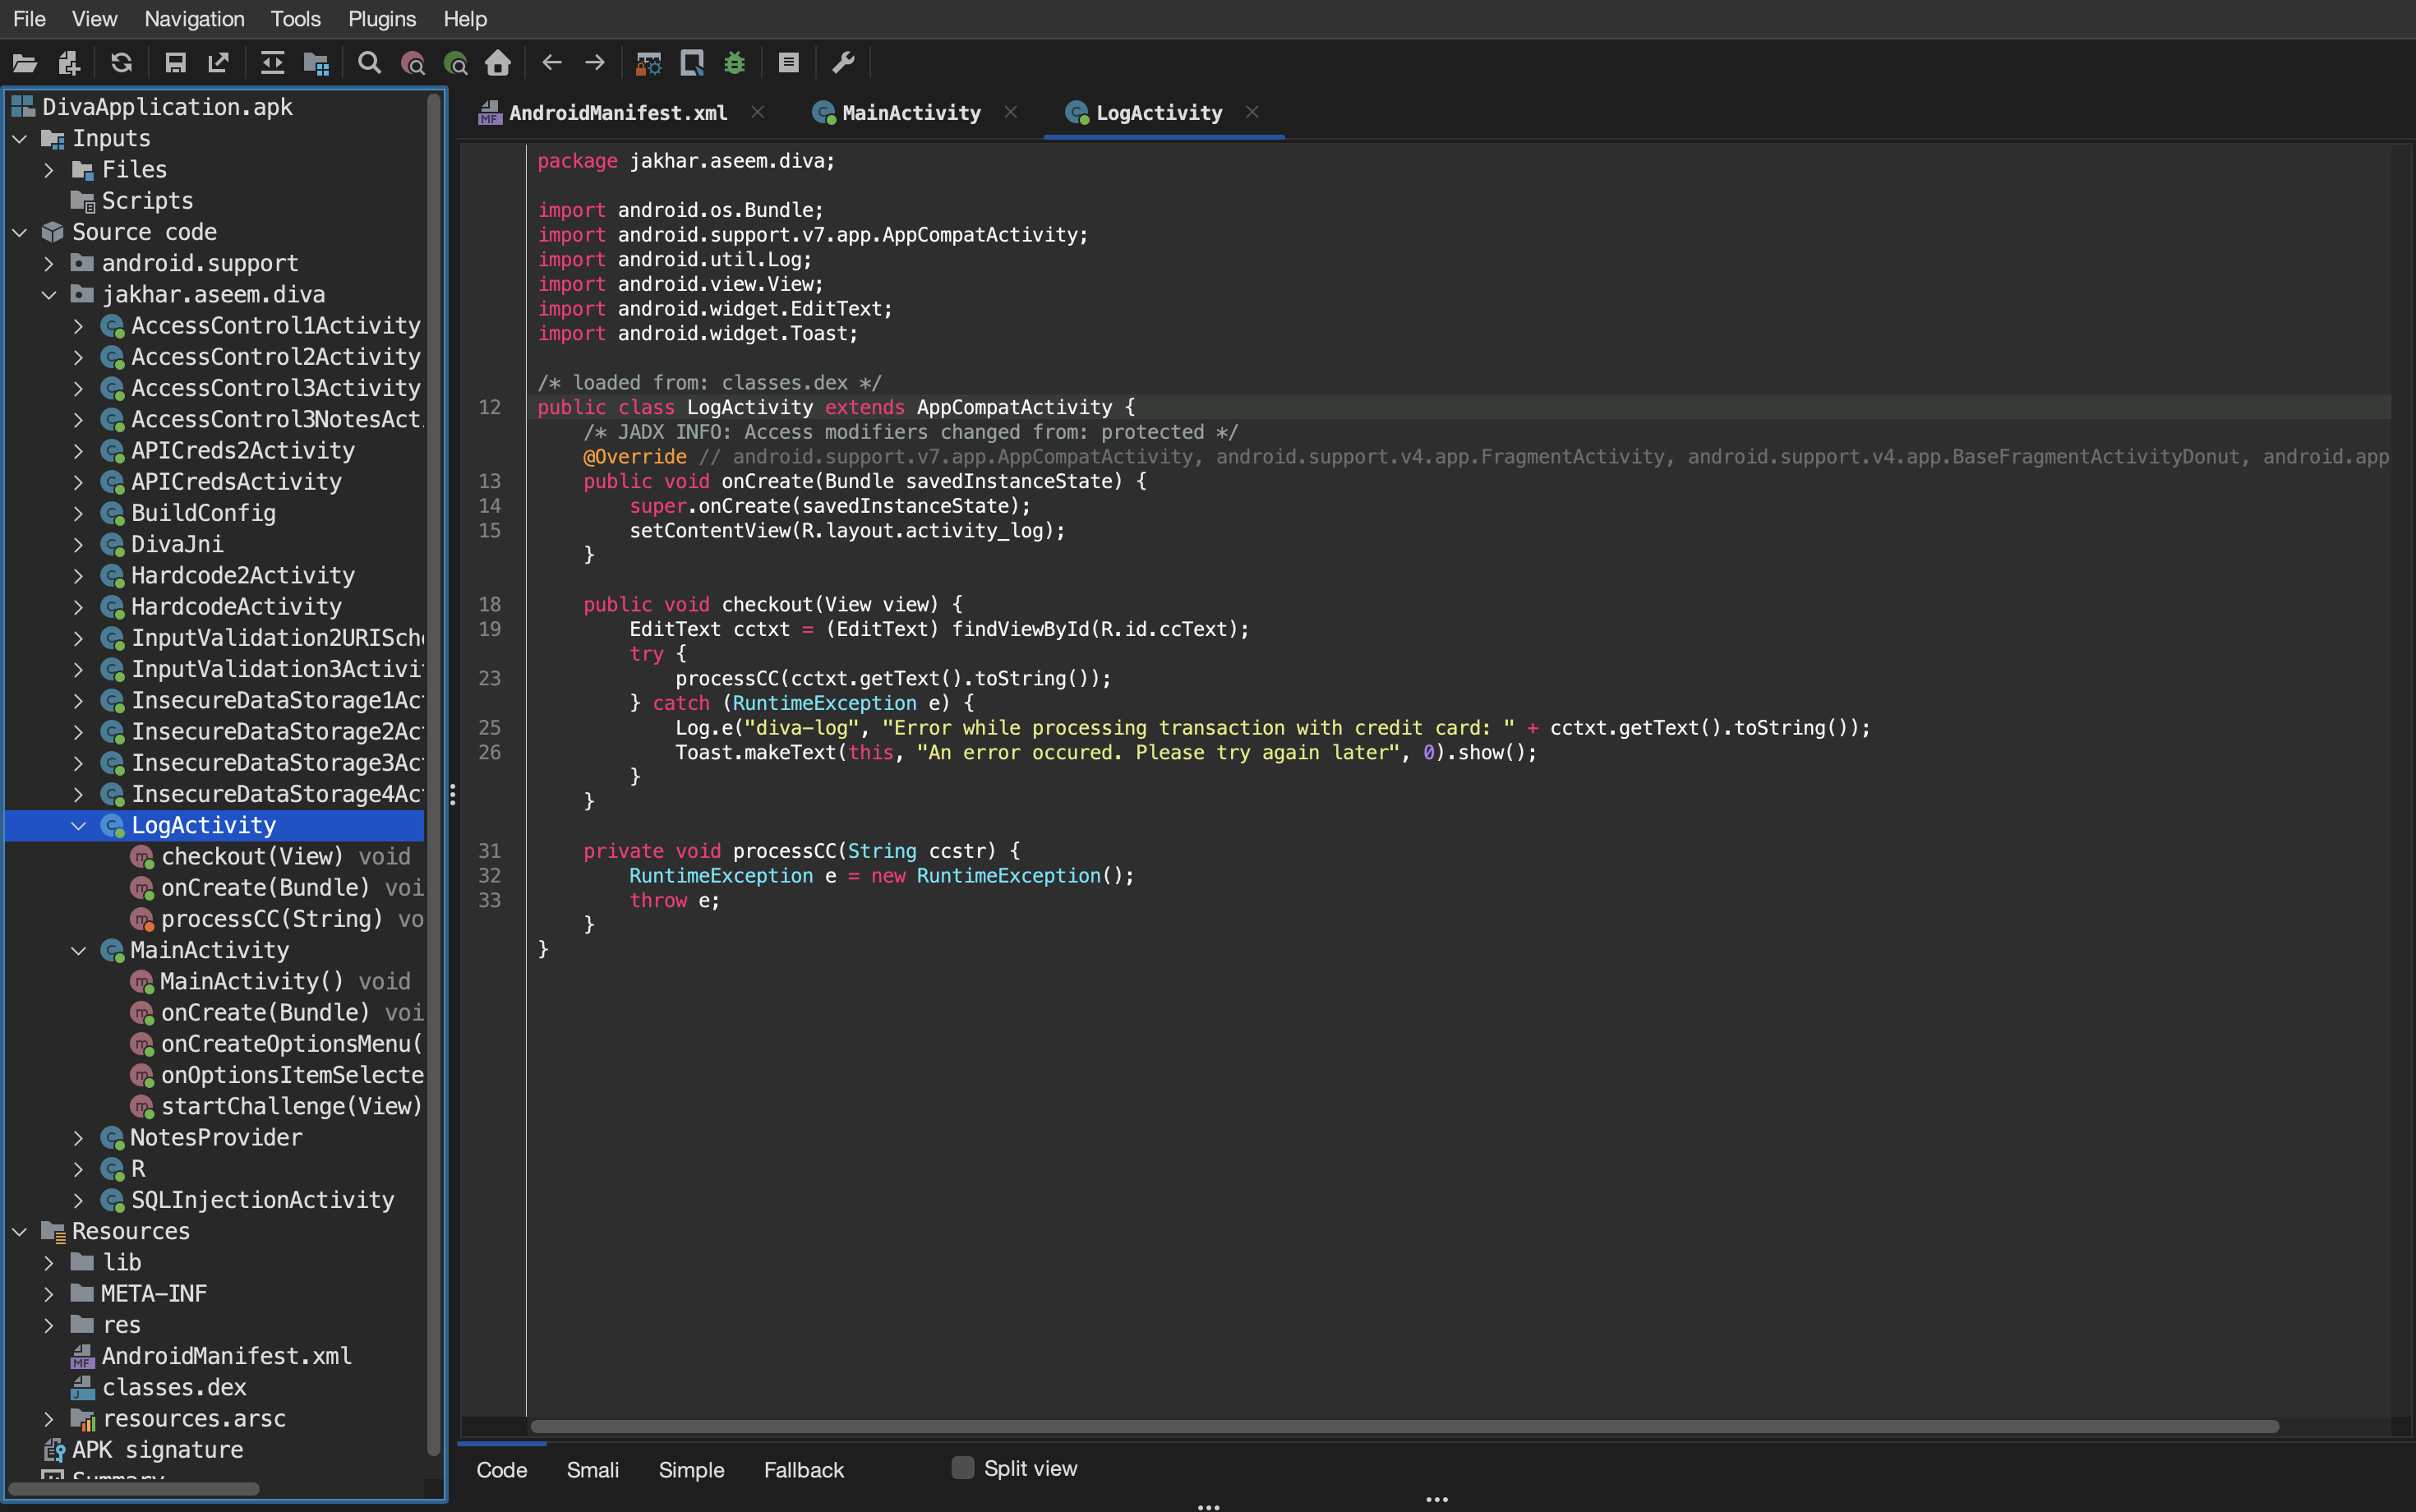 File View Navigation Tools Plugins Help
DivaApplication.apk
Inputs
Files
Scripts
Source code
android.support
jakhar.aseem.diva
AccessControl1Activity
AccessControl2Activity
AccessControl3Activity
AccessControl3NotesAct
APICreds2Activity
APICredsActivity
BuildConfig
DivaJni
Hardcode2Activity
HardcodeActivity
InputValidation2URISch
InputValidation3Activi
InsecureDataStorage1Ac
InsecureDataStorage2Ac
InsecureDataStorage3Ac
InsecureDataStorage4Ac
LogActivity
checkout(View) void
onCreate(Bundle) voi
processCC(String) vo
MainActivity
MainActivity() void
onCreate(Bundle) voi
onCreateOptionsMenu(
onOptionsItemSelecte
startChallenge(View)
NotesProvider
R
SQLInjectionActivity
Resources
lib
META-INF
res
MF AndroidManifest.xml
classes.dex
resources.arsc
APK signature
Summary
MF AndroidManifest.xml MainActivity LogActivity
package jakhar.aseem.diva;
import android.os.Bundle;
import android.support.v7.app.AppCompatActivity;
import android.util.Log;
import android.view.View;
import android.widget.EditText;
import android.widget.Toast;
/* loaded from: classes.dex */
12 public class LogActivity extends AppCompatActivity {
/* JADX INFO: Access modifiers changed from: protected */
@Override // android.support.v7.app.AppCompatActivity, android.support.v4.app.FragmentActivity, android.support.v4.app.BaseFragmentActivityDonut, android.app
13 public void onCreate(Bundle savedInstanceState) {
14 super.onCreate(savedInstanceState);
15 setContentView(R.layout.activity_log);
}
18 public void checkout(View view) {
19 EditText cctxt = (EditText) findViewById(R.id.ccText);
try {
23 processCC(cctxt.getText().toString());
} catch (RuntimeException e) {
25 Log.e("diva-log", "Error while processing transaction with credit card: " + cctxt.getText().toString());
26 Toast.makeText(this, "An error occured. Please try again later", 0).show();
}
}
31 private void processCC(String ccstr) {
32 RuntimeException e = new RuntimeException();
33 throw e;
}
}
Code Smali Simple Fallback Split view